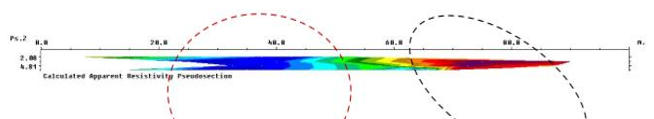 Ps.Z 0.0 20.0 40.0 60.0 80.0 m.
2.08
4.81
Calculated Apparent Resistivity Pseudosection